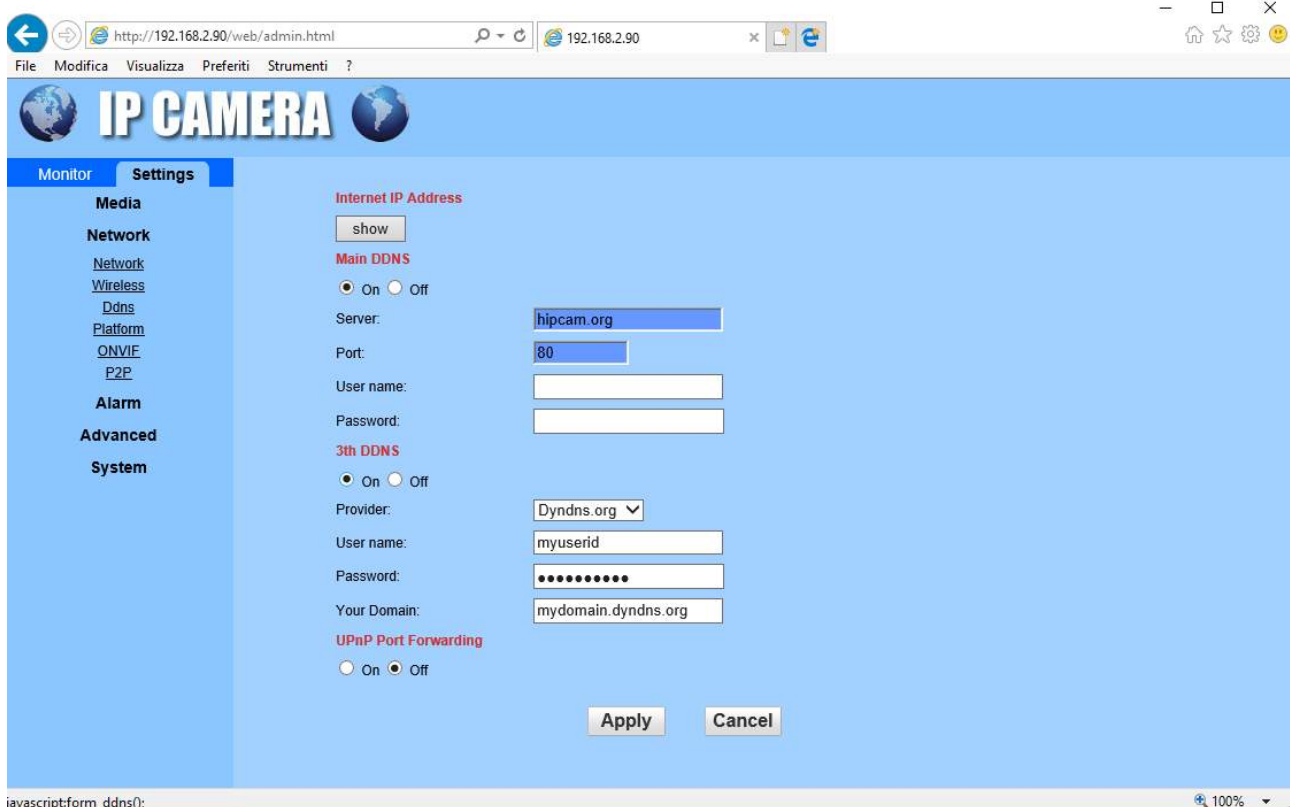 http://192.168.2.90/web/admin.html
192.168.2.90
File Modifica Visualizza Preferiti Strumenti ?
IP CAMERA
Monitor Settings
Media
Network
Network
Wireless
Ddns
Platform
ONVIF
P2P
Alarm
Advanced
System
Internet IP Address
show
Main DDNS
On Off
Server: hipcam.org
Port: 80
User name:
Password:
3th DDNS
On Off
Provider: Dyndns.org
User name: myuserid
Password: ••••••••••
Your Domain: mydomain.dyndns.org
UPnP Port Forwarding
On Off
Apply Cancel
javascript:form_ddns(); 100%